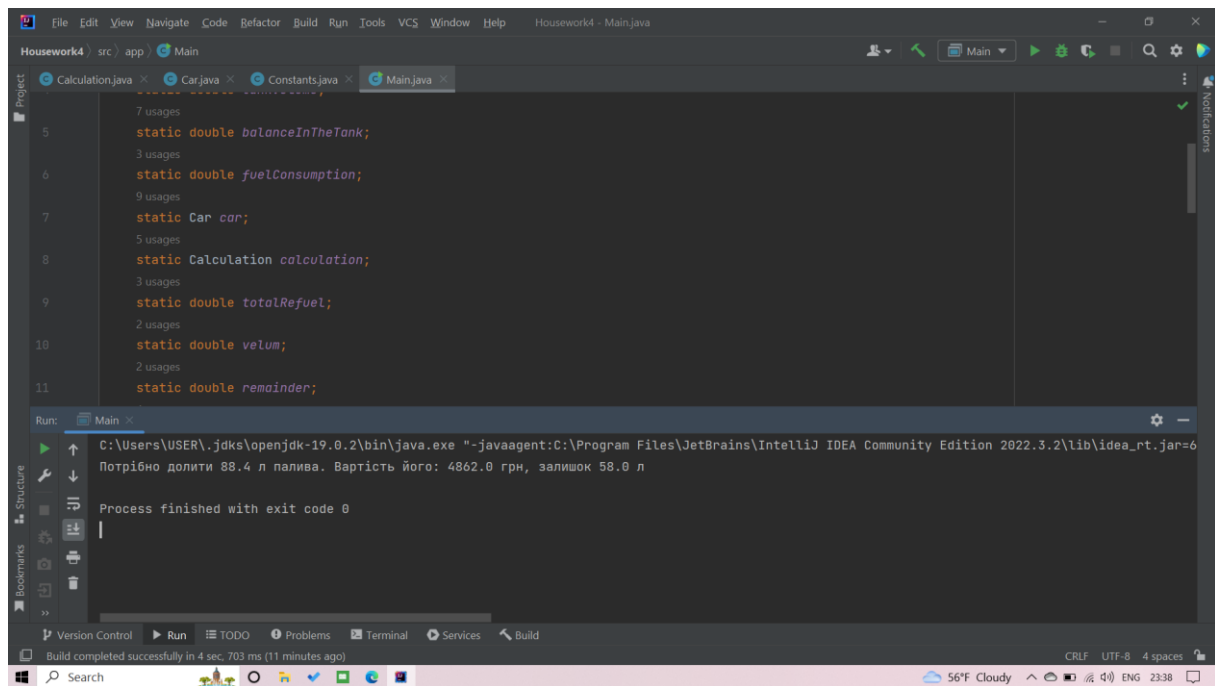 File Edit View Navigate Code Refactor Build Run Tools VCS Window Help Housework4 - Main.java
Housework4 src app Main
Main
Calculation.java Car.java Constants.java Main.java
Project
Notifications
7 usages
5 static double balanceInTheTank;
3 usages
6 static double fuelConsumption;
9 usages
7 static Car car;
5 usages
8 static Calculation calculation;
3 usages
9 static double totalRefuel;
2 usages
10 static double velum;
2 usages
11 static double remainder;
Run: Main
C:\Users\USER\.jdks\openjdk-19.0.2\bin\java.exe "-javaagent:C:\Program Files\JetBrains\IntelliJ IDEA Community Edition 2022.3.2\lib\idea_rt.jar=6
Потрібно долити 88.4 л палива. Вартість його: 4862.0 грн, залишок 58.0 л
Process finished with exit code 0
Structure
Bookmarks
Version Control Run TODO Problems Terminal Services Build
Build completed successfully in 4 sec, 703 ms (11 minutes ago) CRLF UTF-8 4 spaces
Search 56°F Cloudy ENG 23:38